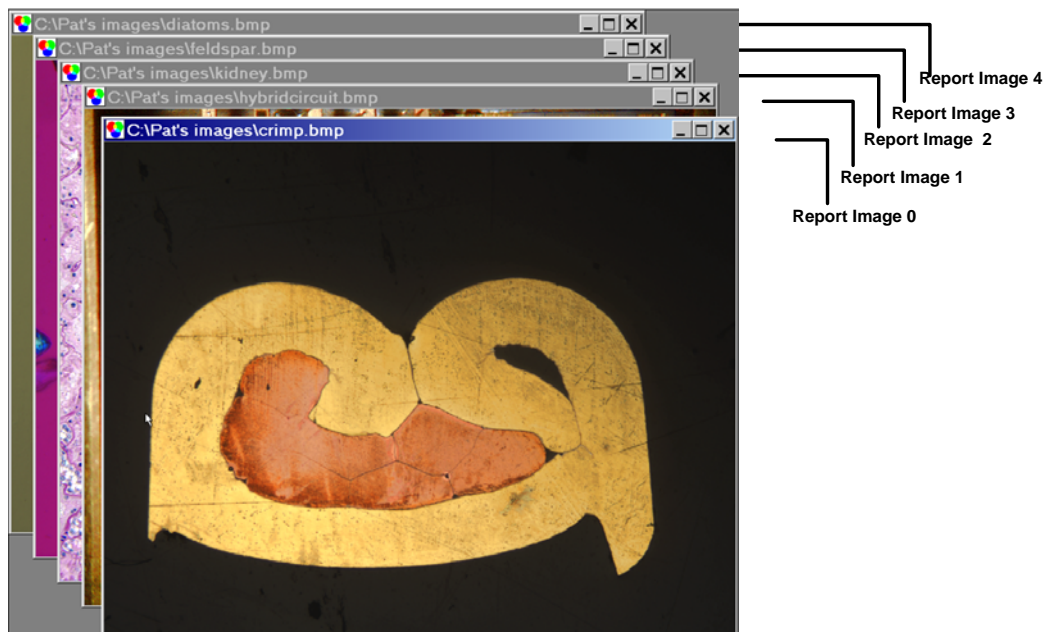 C:\Pat's images\diatoms.bmp
C:\Pat's images\feldspar.bmp
C:\Pat's images\kidney.bmp
C:\Pat's images\hybridcircuit.bmp
C:\Pat's images\crimp.bmp
Report Image 4
Report Image 3
Report Image 2
Report Image 1
Report Image 0